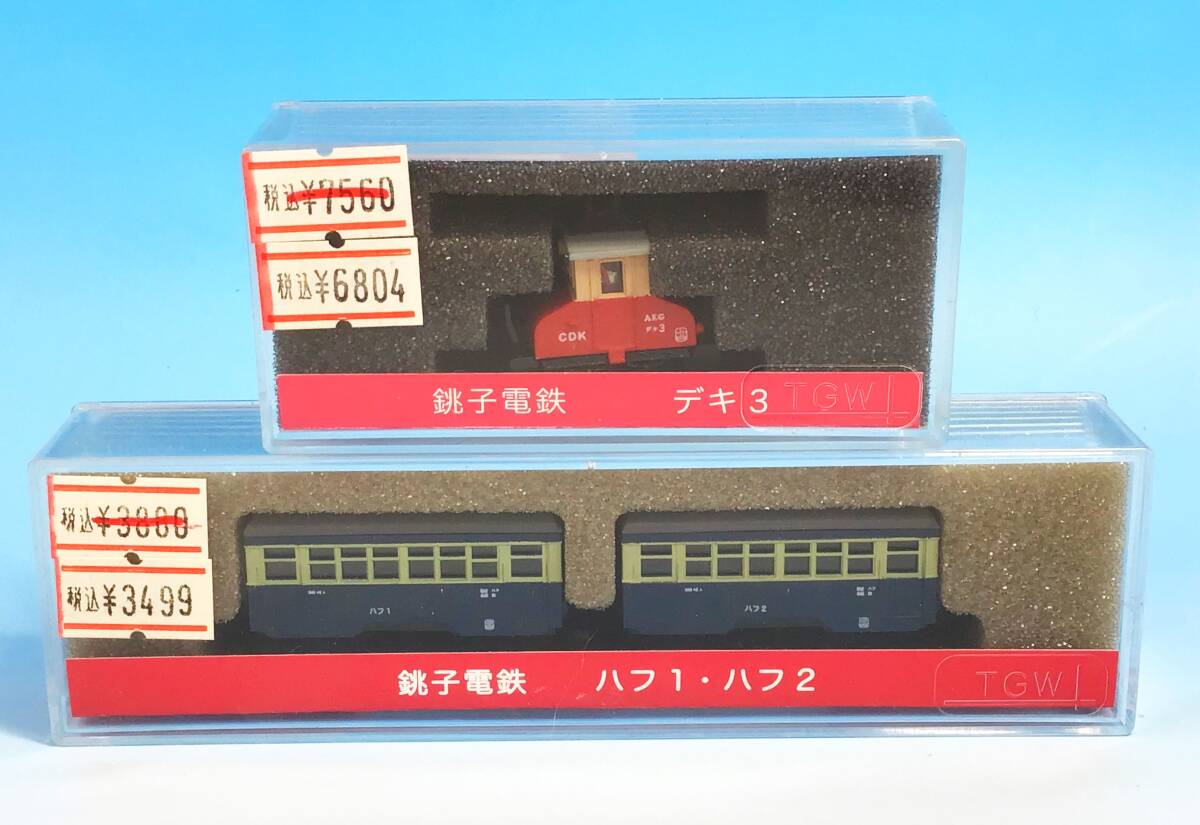 税込¥7560
税込¥6804
CDK
AEG
デキ3
銚子電鉄 デキ3
TGW
税込¥3880
税込¥3499
ハフ1
ハフ2
銚子電鉄 ハフ1・ハフ2
TGW